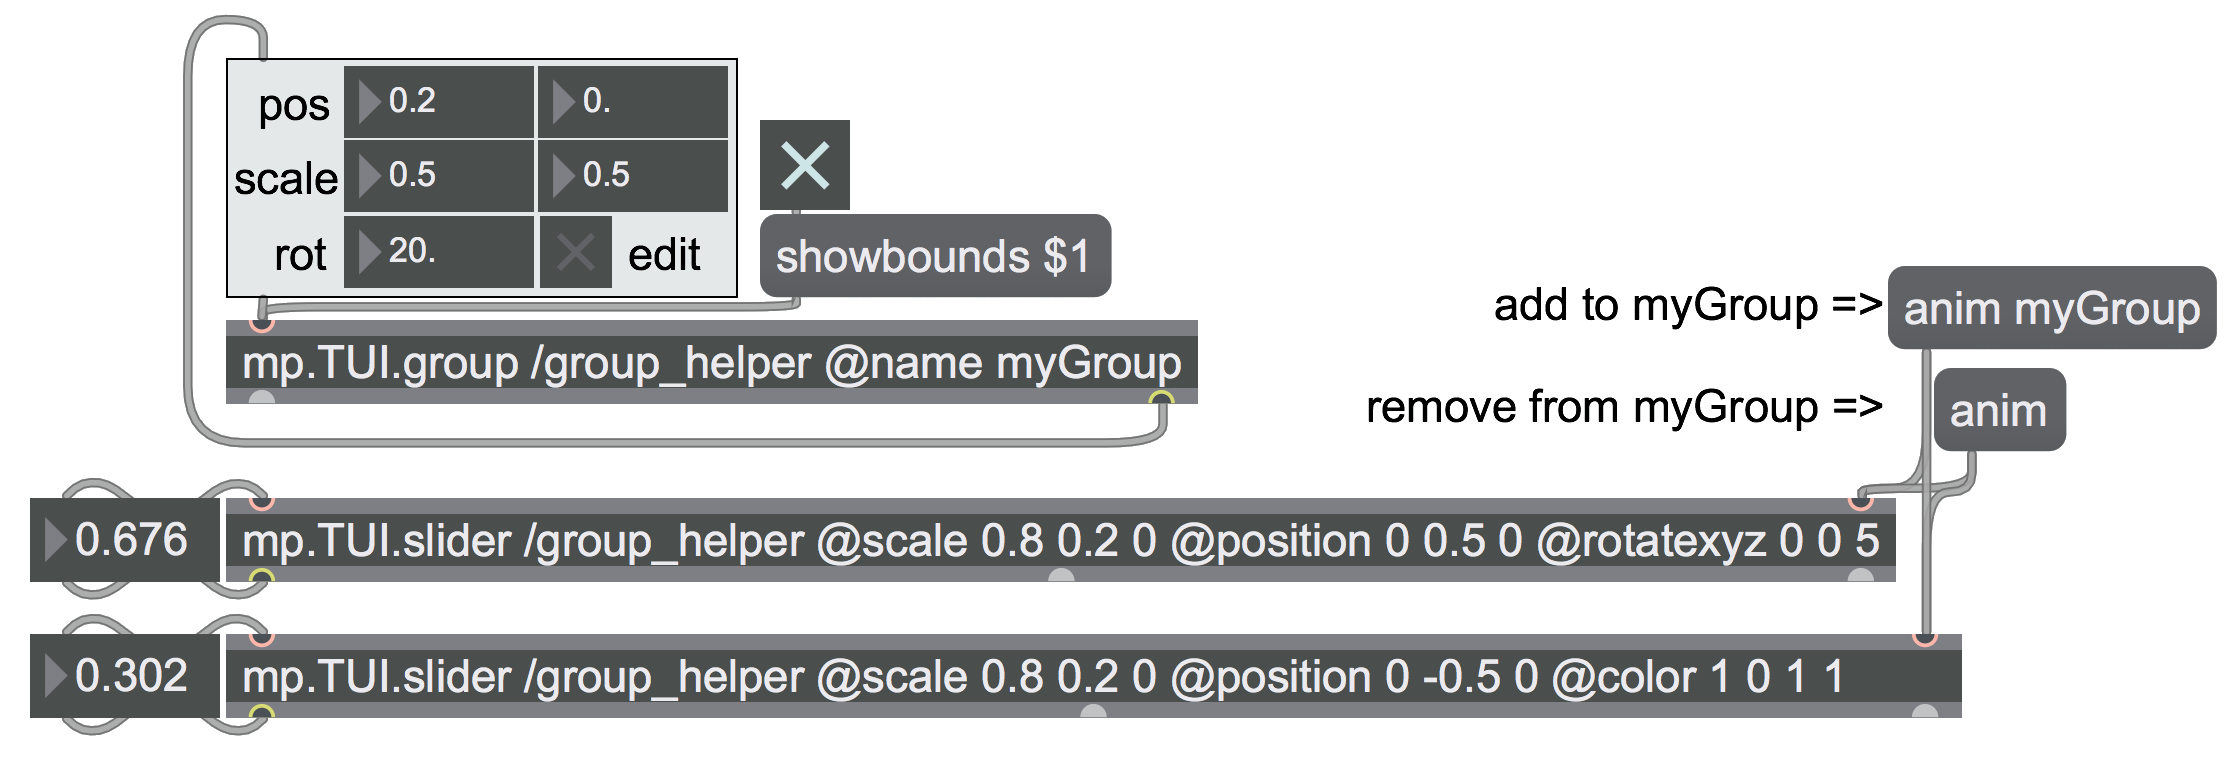 pos 0.2 0.
scale 0.5 0.5
rot 20. edit
showbounds $1
mp.TUI.group /group_helper @name myGroup
add to myGroup => anim myGroup
remove from myGroup => anim
0.676 mp.TUI.slider /group_helper @scale 0.8 0.2 0 @position 0 0.5 0 @rotatexyz 0 0 5
0.302 mp.TUI.slider /group_helper @scale 0.8 0.2 0 @position 0 -0.5 0 @color 1 0 1 1